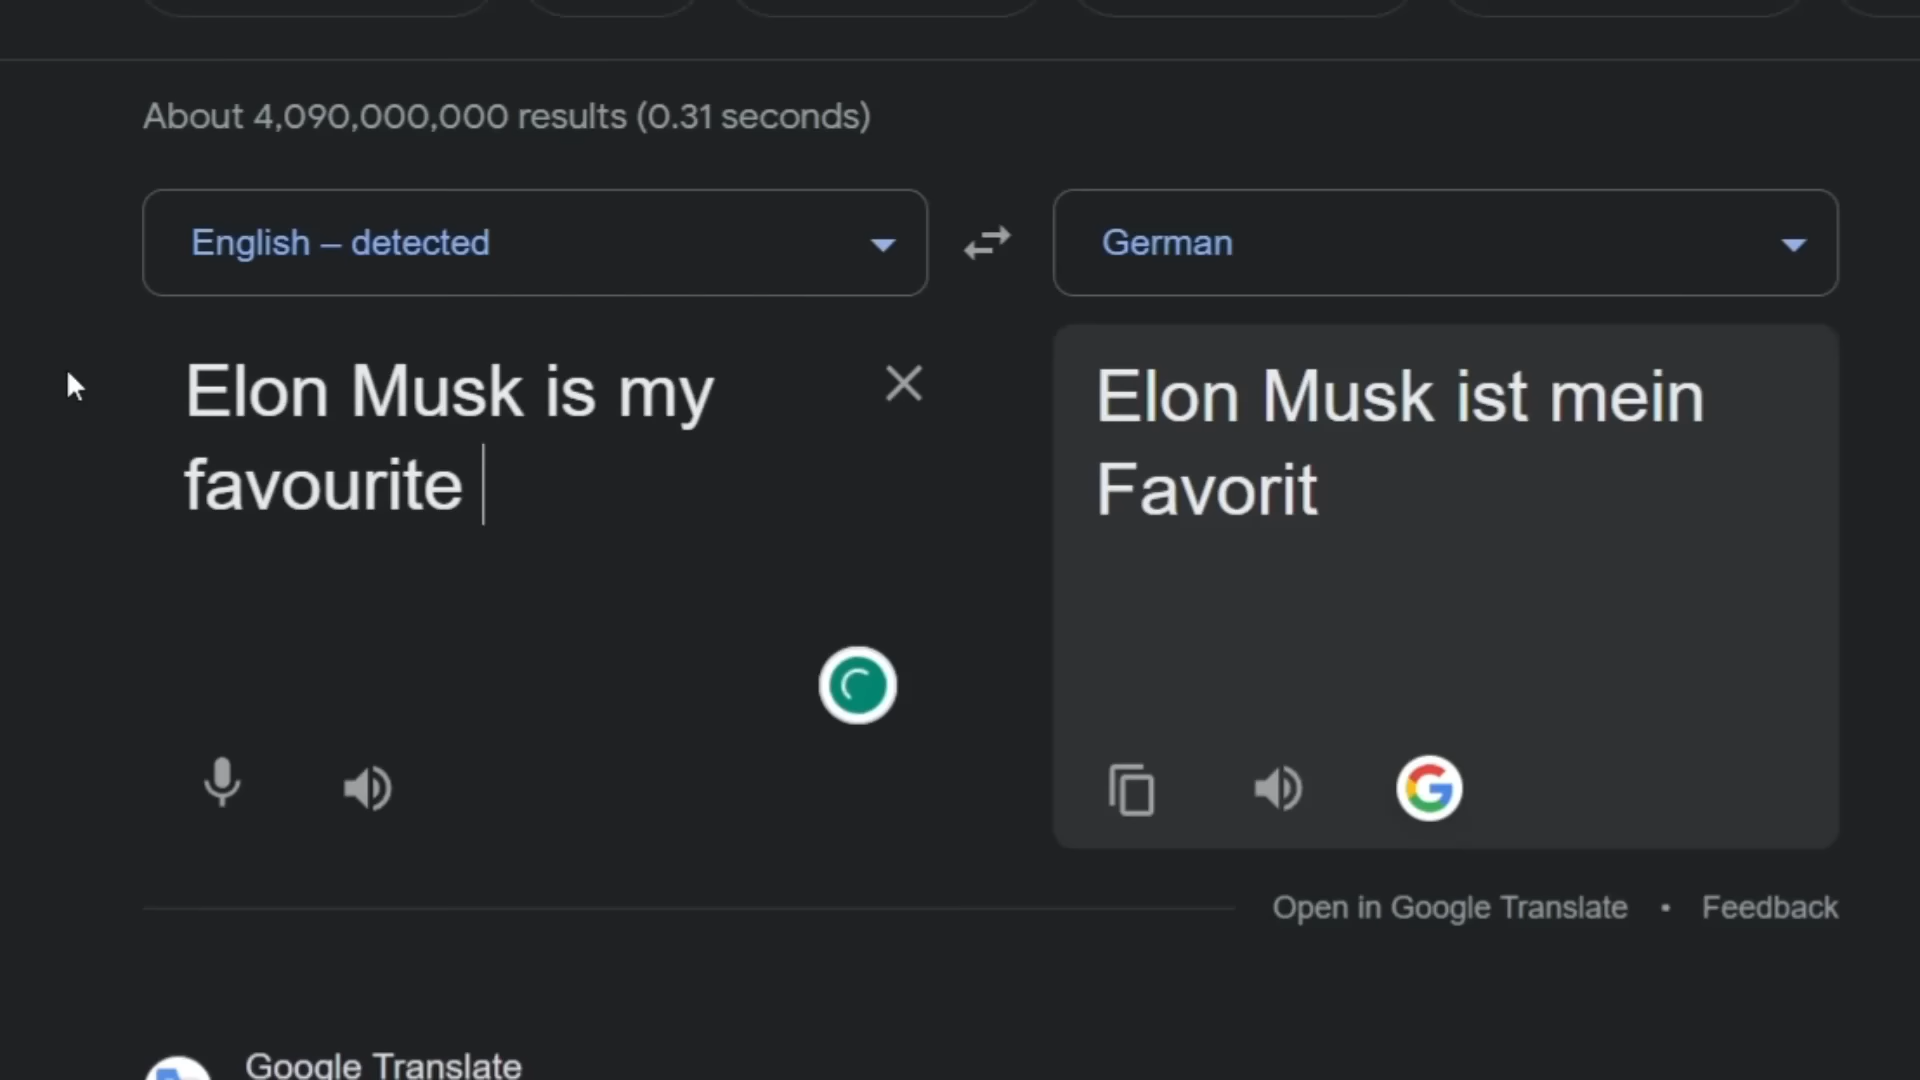 About 4,090,000,000 results (0.31 seconds)
English – detected
German
Elon Musk is my
favourite
Elon Musk ist mein
Favorit
Open in Google Translate • Feedback
Google Translate